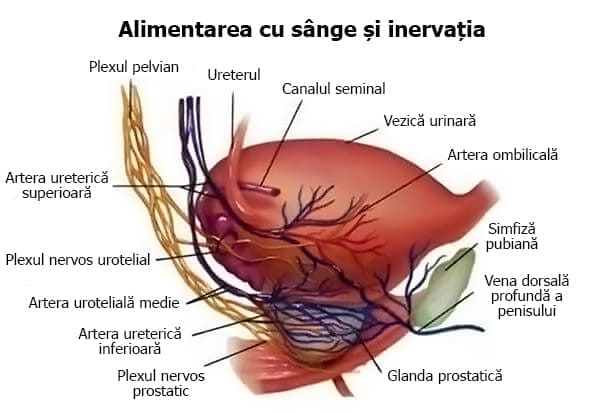 Alimentarea cu sânge și inervația
Plexul pelvian
Ureterul
Canalul seminal
Vezică urinară
Artera ombilicală
Artera ureterică
superioară
Simfiză
pubiană
Plexul nervos urotelial
Vena dorsală
profundă a
penisului
Artera urotelială medie
Artera ureterică
inferioară
Plexul nervos
prostatic
Glanda prostatică